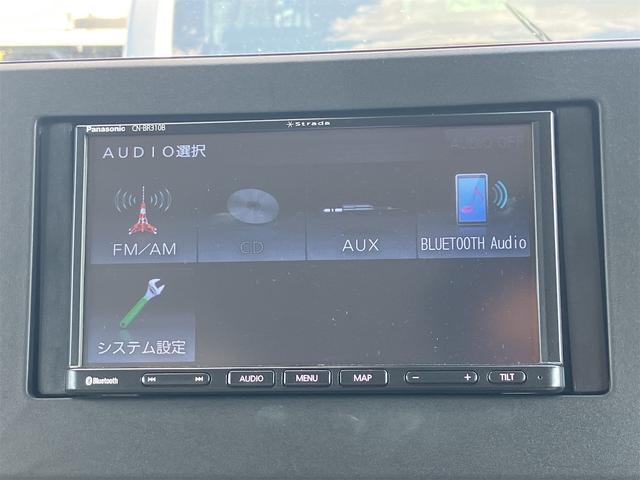 Panasonic CN-BR310B Strada
AUDIO選択 AUDIO OFF
FM/AM CD AUX BLUETOOTH Audio
システム設定
Bluetooth AUDIO MENU MAP − + TILT